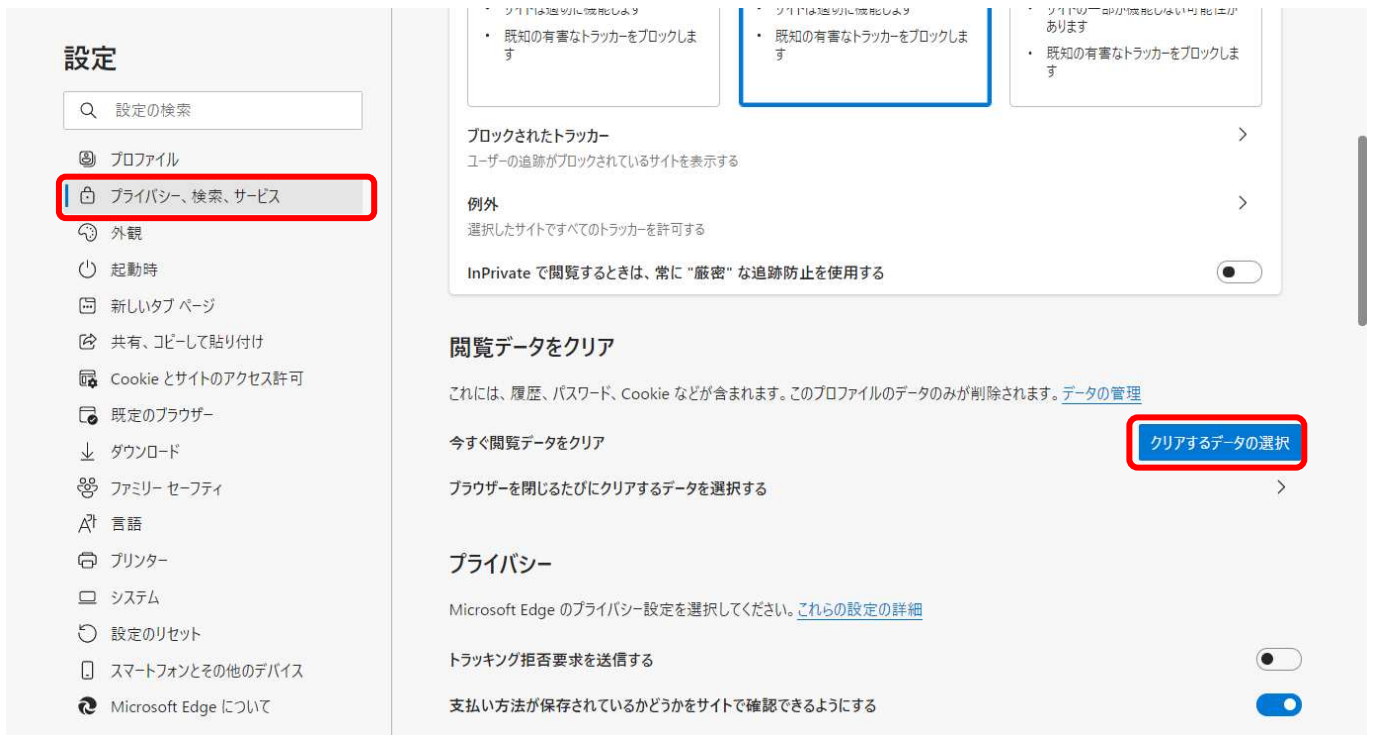 設定
設定の検索
プロファイル
プライバシー、検索、サービス
外観
起動時
新しいタブ ページ
共有、コピーして貼り付け
Cookie とサイトのアクセス許可
既定のブラウザー
ダウンロード
ファミリー セーフティ
言語
プリンター
システム
設定のリセット
スマートフォンとその他のデバイス
Microsoft Edge について
・ サイトは適切に機能します
・ 既知の有害なトラッカーをブロックしま
す
・ サイトは適切に機能します
・ 既知の有害なトラッカーをブロックしま
す
・ サイトの一部が機能しない可能性が
あります
・ 既知の有害なトラッカーをブロックしま
す
ブロックされたトラッカー
ユーザーの追跡がブロックされているサイトを表示する
例外
選択したサイトですべてのトラッカーを許可する
InPrivate で閲覧するときは、常に "厳密" な追跡防止を使用する
閲覧データをクリア
これには、履歴、パスワード、Cookie などが含まれます。このプロファイルのデータのみが削除されます。データの管理
今すぐ閲覧データをクリア
クリアするデータの選択
ブラウザーを閉じるたびにクリアするデータを選択する
プライバシー
Microsoft Edge のプライバシー設定を選択してください。これらの設定の詳細
トラッキング拒否要求を送信する
支払い方法が保存されているかどうかをサイトで確認できるようにする